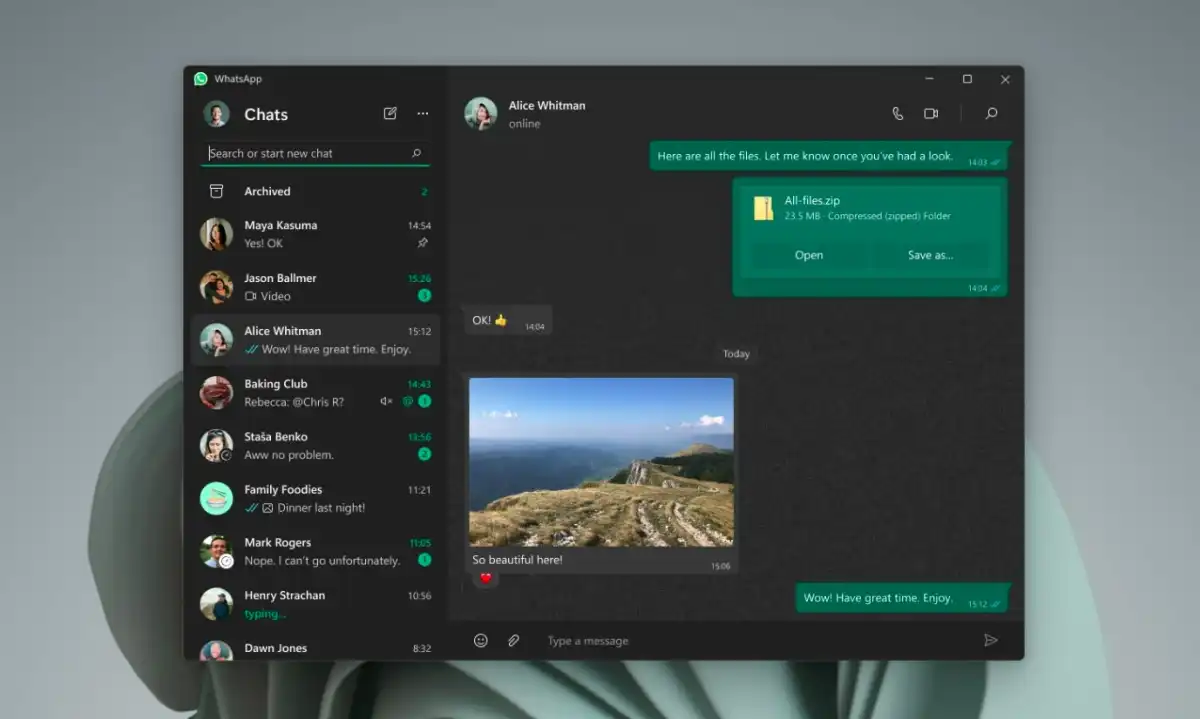 WhatsApp
Chats
Search or start new chat
Archived 2
Maya Kasuma 14:54
Yes! OK
Jason Ballmer 15:26
Video 3
Alice Whitman 15:12
Wow! Have great time. Enjoy.
Baking Club 14:43
Rebecca: @Chris R? @ 1
Staša Benko 13:56
Aww no problem. 2
Family Foodies 11:21
Dinner last night!
Mark Rogers 11:05
Nope. I can't go unfortunately. 1
Henry Strachan 10:56
typing...
Dawn Jones 8:32
Alice Whitman
online
Here are all the files. Let me know once you've had a look. 14:03
All-files.zip
23.5 MB · Compressed (zipped) Folder
Open Save as...
14:04
OK! 👍 14:04
Today
So beautiful here! 15:06
Wow! Have great time. Enjoy. 15:12
Type a message